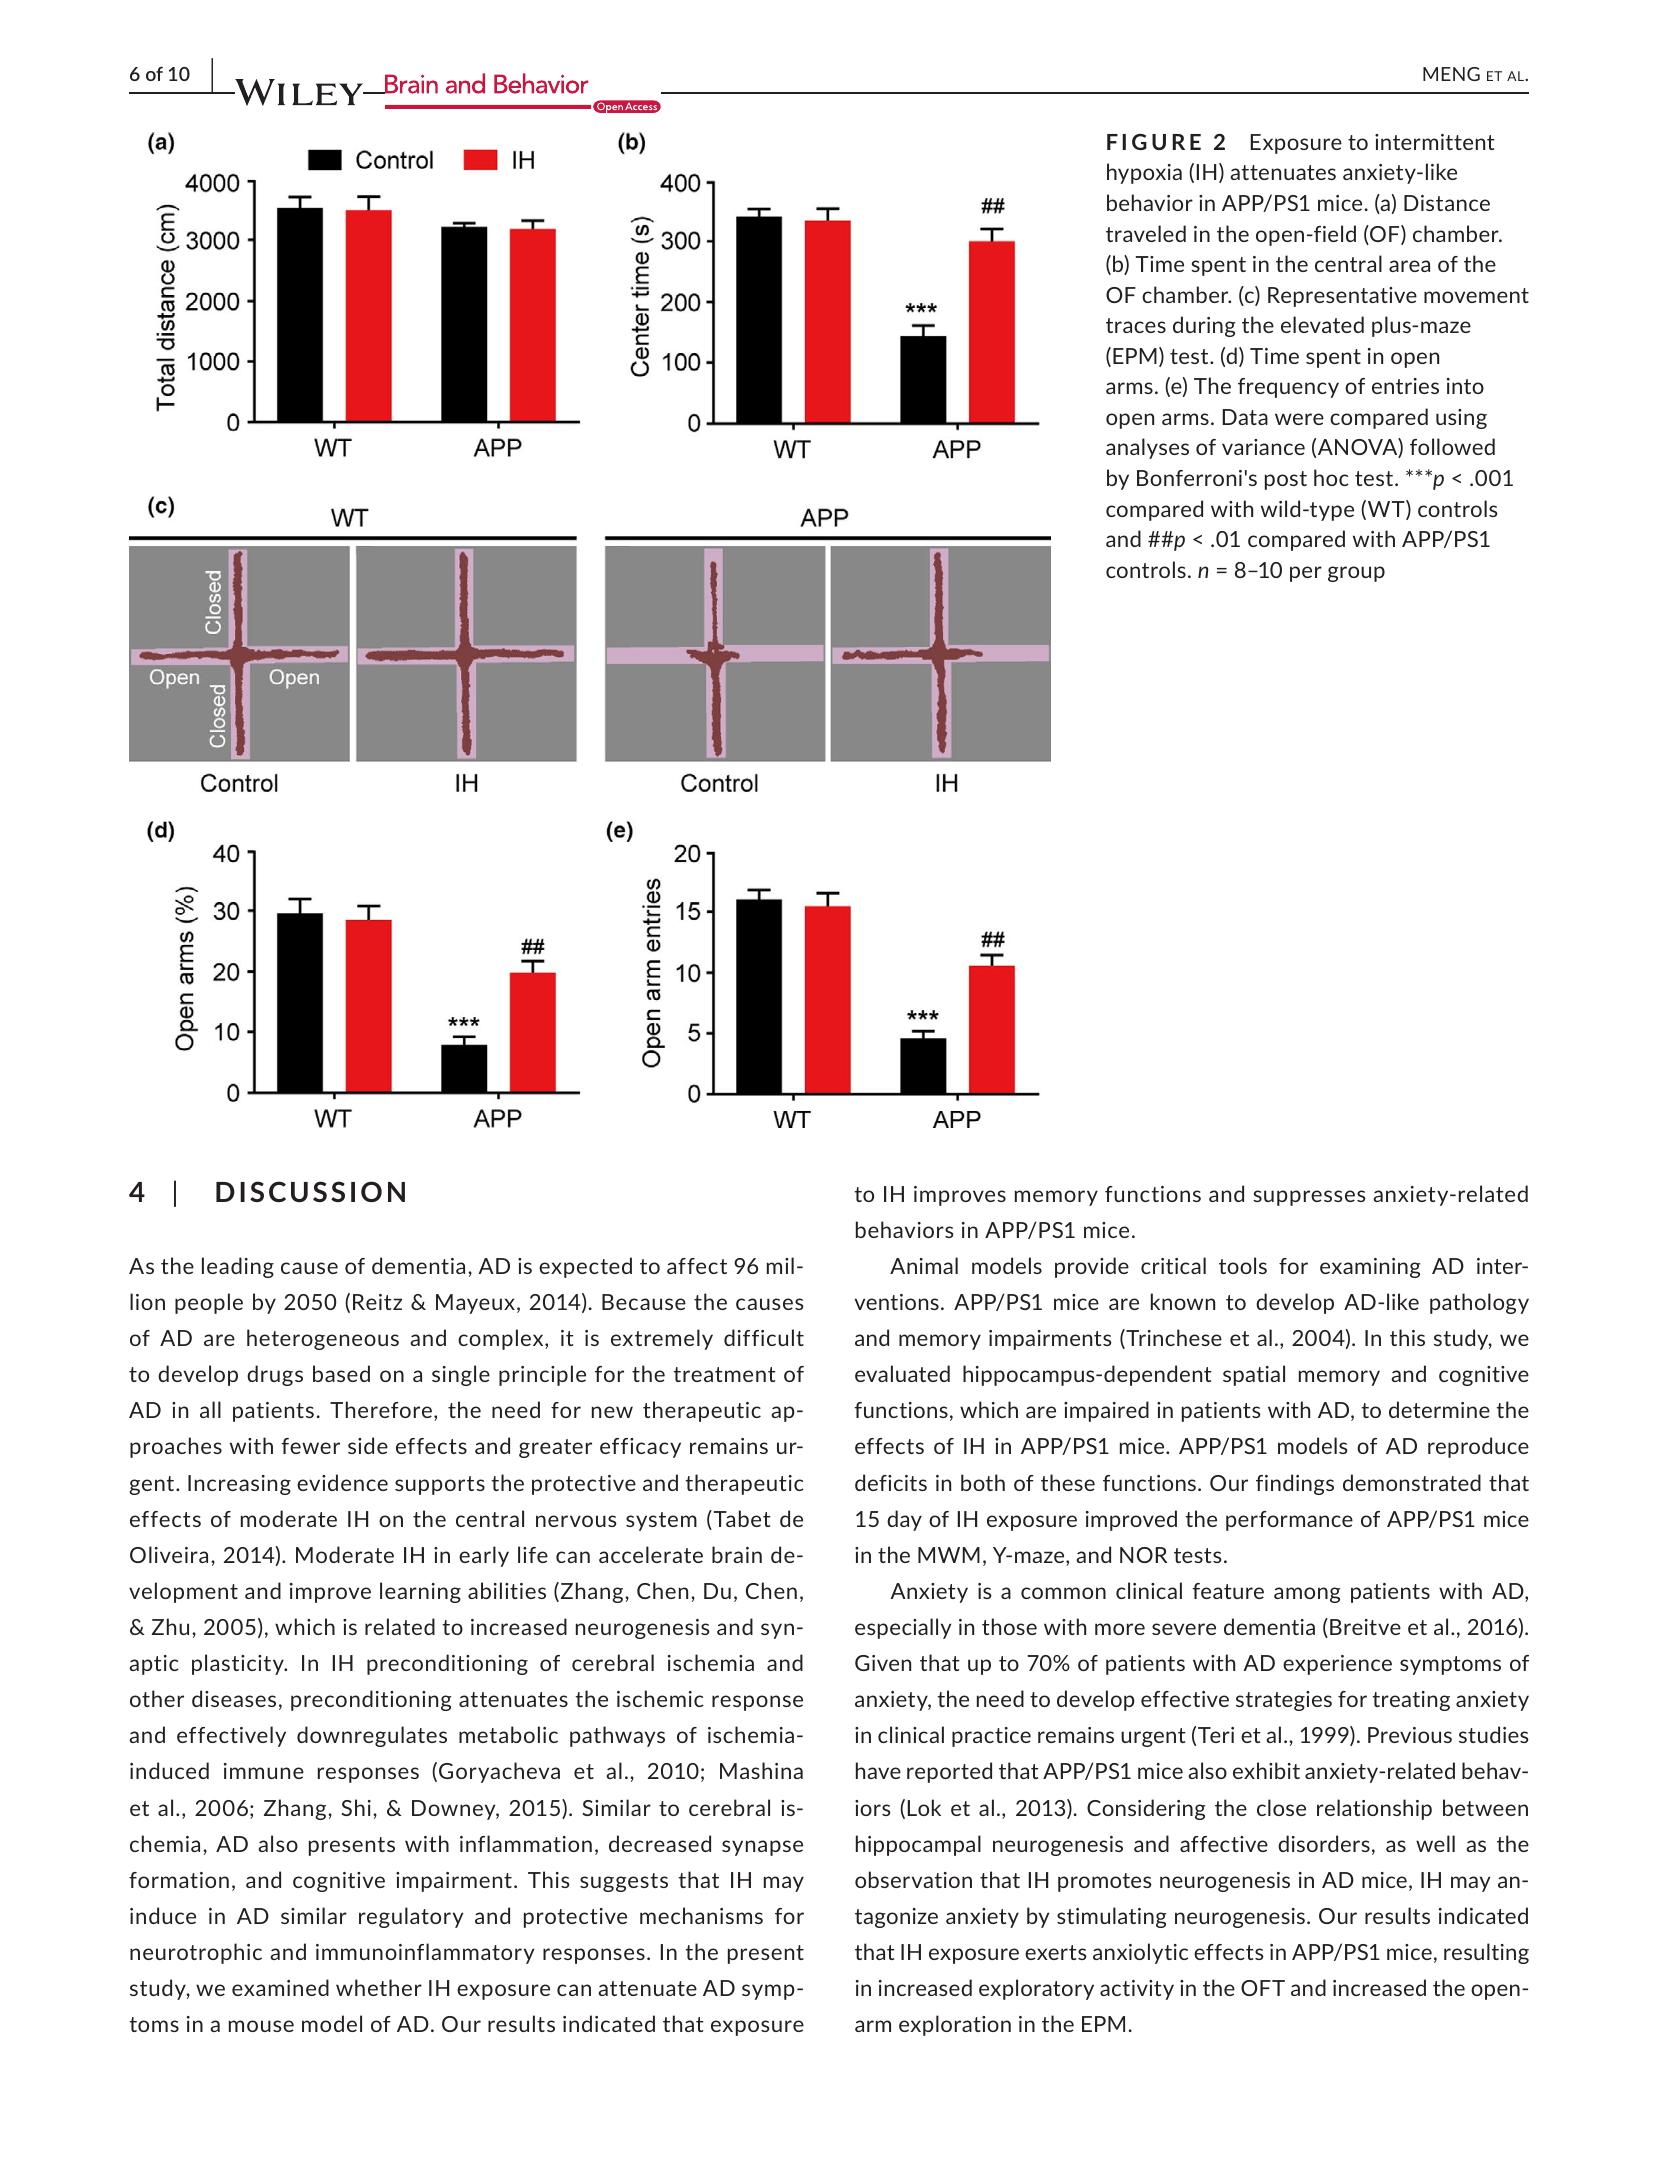 6 of 10
WILEY
Brain and Behavior
Open Access
MENG ET AL.
(a)
Control
IH
4000
3000
2000
1000
0
Total distance (cm)
WT
APP
(b)
400
300
200
100
0
Center time (s)
***
##
WT
APP
FIGURE 2 Exposure to intermittent
hypoxia (IH) attenuates anxiety-like
behavior in APP/PS1 mice. (a) Distance
traveled in the open-field (OF) chamber.
(b) Time spent in the central area of the
OF chamber. (c) Representative movement
traces during the elevated plus-maze
(EPM) test. (d) Time spent in open
arms. (e) The frequency of entries into
open arms. Data were compared using
analyses of variance (ANOVA) followed
by Bonferroni's post hoc test. ***p < .001
compared with wild-type (WT) controls
and ##p < .01 compared with APP/PS1
controls. n = 8–10 per group
(c)
WT
APP
Closed
Open
Open
Closed
Control
IH
Control
IH
(d)
40
30
20
10
0
Open arms (%)
***
##
WT
APP
(e)
20
15
10
5
0
Open arm entries
***
##
WT
APP
4 | DISCUSSION
As the leading cause of dementia, AD is expected to affect 96 mil-
lion people by 2050 (Reitz & Mayeux, 2014). Because the causes
of AD are heterogeneous and complex, it is extremely difficult
to develop drugs based on a single principle for the treatment of
AD in all patients. Therefore, the need for new therapeutic ap-
proaches with fewer side effects and greater efficacy remains ur-
gent. Increasing evidence supports the protective and therapeutic
effects of moderate IH on the central nervous system (Tabet de
Oliveira, 2014). Moderate IH in early life can accelerate brain de-
velopment and improve learning abilities (Zhang, Chen, Du, Chen,
& Zhu, 2005), which is related to increased neurogenesis and syn-
aptic plasticity. In IH preconditioning of cerebral ischemia and
other diseases, preconditioning attenuates the ischemic response
and effectively downregulates metabolic pathways of ischemia-
induced immune responses (Goryacheva et al., 2010; Mashina
et al., 2006; Zhang, Shi, & Downey, 2015). Similar to cerebral is-
chemia, AD also presents with inflammation, decreased synapse
formation, and cognitive impairment. This suggests that IH may
induce in AD similar regulatory and protective mechanisms for
neurotrophic and immunoinflammatory responses. In the present
study, we examined whether IH exposure can attenuate AD symp-
toms in a mouse model of AD. Our results indicated that exposure
to IH improves memory functions and suppresses anxiety-related
behaviors in APP/PS1 mice.
Animal models provide critical tools for examining AD inter-
ventions. APP/PS1 mice are known to develop AD-like pathology
and memory impairments (Trinchese et al., 2004). In this study, we
evaluated hippocampus-dependent spatial memory and cognitive
functions, which are impaired in patients with AD, to determine the
effects of IH in APP/PS1 mice. APP/PS1 models of AD reproduce
deficits in both of these functions. Our findings demonstrated that
15 day of IH exposure improved the performance of APP/PS1 mice
in the MWM, Y-maze, and NOR tests.
Anxiety is a common clinical feature among patients with AD,
especially in those with more severe dementia (Breitve et al., 2016).
Given that up to 70% of patients with AD experience symptoms of
anxiety, the need to develop effective strategies for treating anxiety
in clinical practice remains urgent (Teri et al., 1999). Previous studies
have reported that APP/PS1 mice also exhibit anxiety-related behav-
iors (Lok et al., 2013). Considering the close relationship between
hippocampal neurogenesis and affective disorders, as well as the
observation that IH promotes neurogenesis in AD mice, IH may an-
tagonize anxiety by stimulating neurogenesis. Our results indicated
that IH exposure exerts anxiolytic effects in APP/PS1 mice, resulting
in increased exploratory activity in the OFT and increased the open-
arm exploration in the EPM.